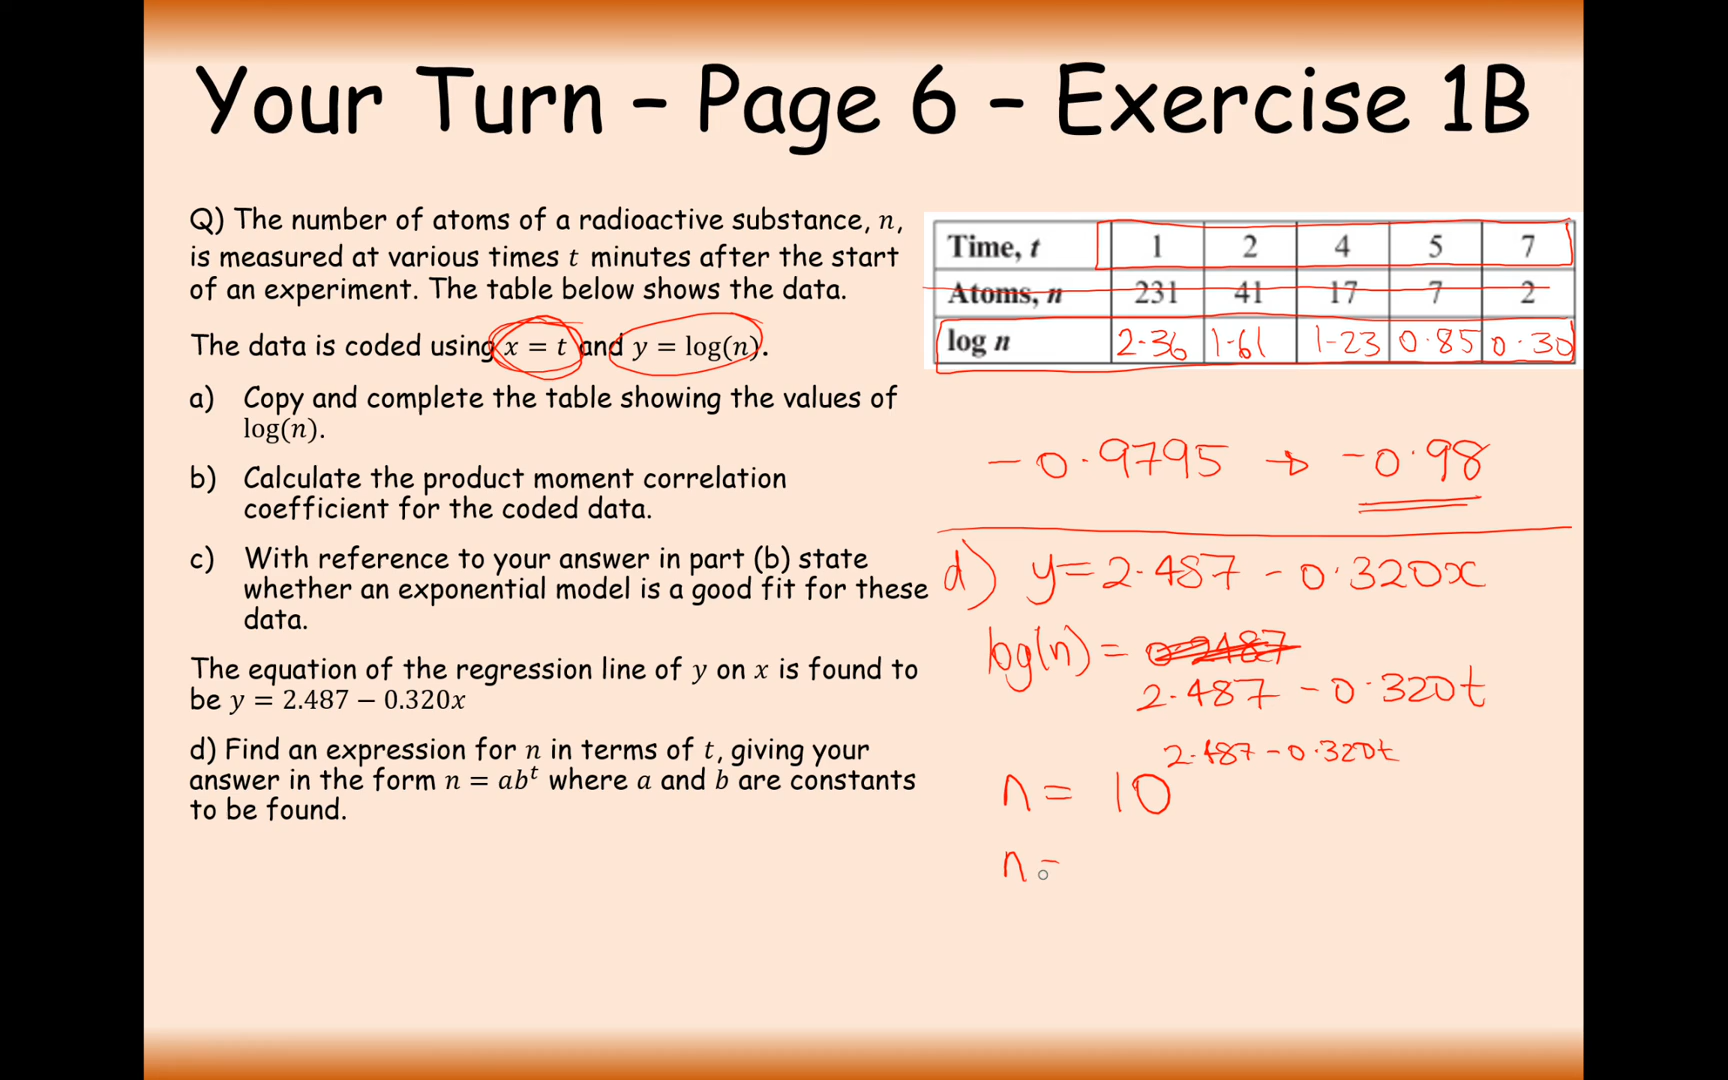 Your Turn – Page 6 – Exercise 1B
Q) The number of atoms of a radioactive substance, n,
is measured at various times t minutes after the start
of an experiment. The table below shows the data.
The data is coded using x = t and y = log(n).
a) Copy and complete the table showing the values of
log(n).
b) Calculate the product moment correlation
coefficient for the coded data.
c) With reference to your answer in part (b) state
whether an exponential model is a good fit for these
data.
The equation of the regression line of y on x is found to
be y = 2.487 − 0.320x
d) Find an expression for n in terms of t, giving your
answer in the form n = abᵗ where a and b are constants
to be found.
Time, t 1 2 4 5 7
Atoms, n 231 41 17 7 2
log n 2.36 1.61 1.23 0.85 0.30
-0.9795 → -0.98
d) y = 2.487 - 0.320x
log(n) = 0.2487
2.487 - 0.320t
2.487 - 0.320t
n = 10
n =